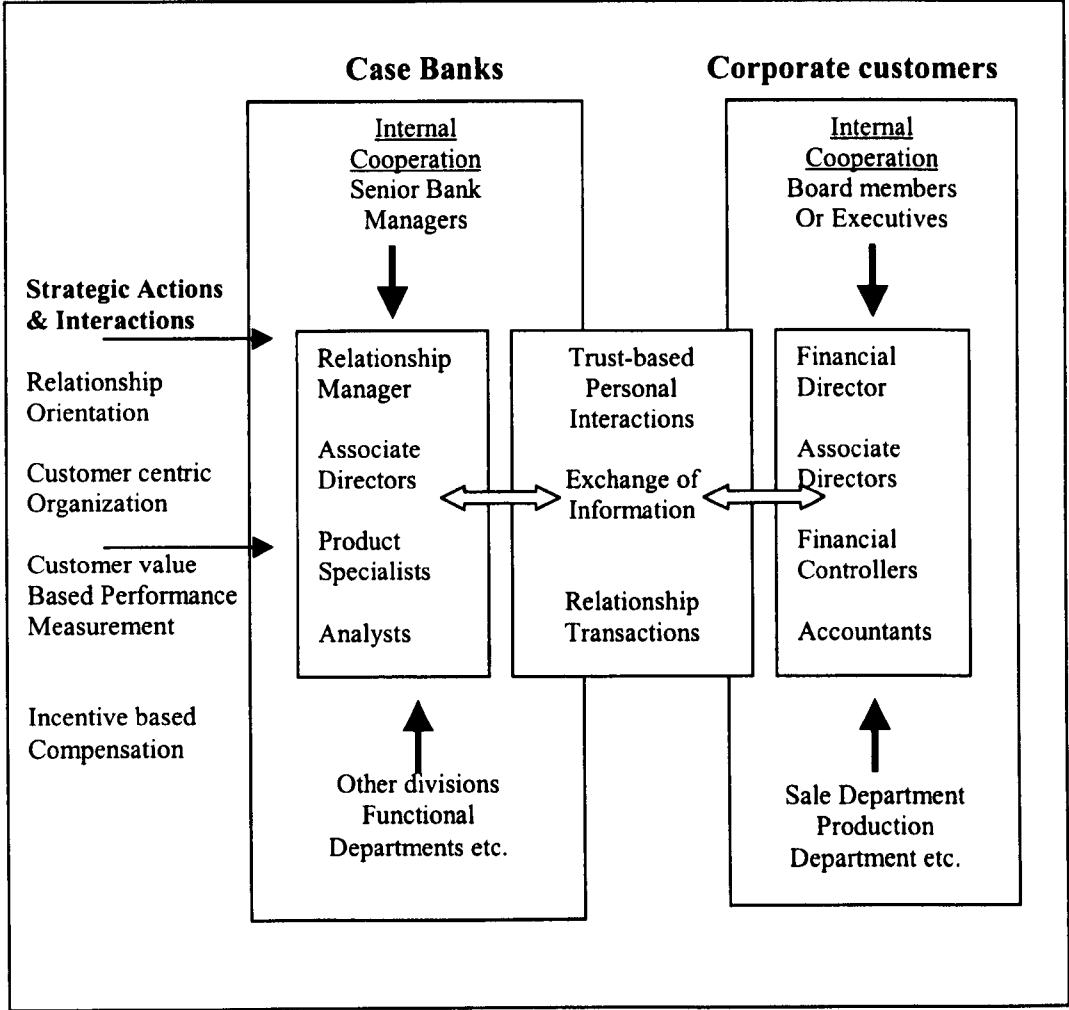 Case Banks
Corporate customers
Internal
Cooperation
Senior Bank
Managers
Internal
Cooperation
Board members
Or Executives
Strategic Actions
& Interactions
Relationship
Orientation
Customer centric
Organization
Customer value
Based Performance
Measurement
Incentive based
Compensation
Relationship
Manager
Associate
Directors
Product
Specialists
Analysts
Trust-based
Personal
Interactions
Exchange of
Information
Relationship
Transactions
Financial
Director
Associate
Directors
Financial
Controllers
Accountants
Other divisions
Functional
Departments etc.
Sale Department
Production
Department etc.